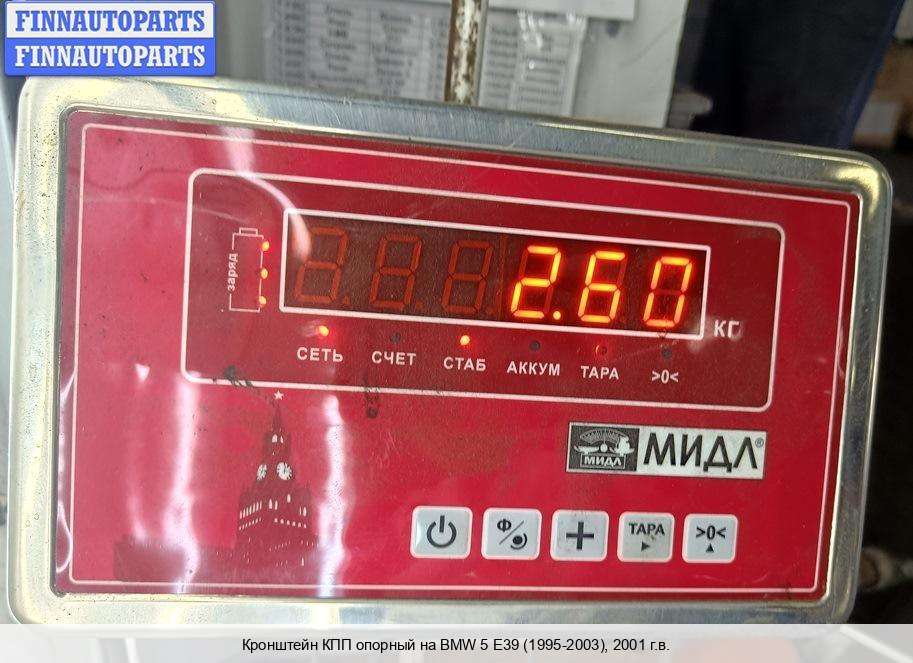 FINNAUTOPARTS
FINNAUTOPARTS
заряд
2.60
КГ
СЕТЬ СЧЕТ СТАБ АККУМ ТАРА >0<
МИДЛ МИДЛ®
Ф ТАРА >0<
Кронштейн КПП опорный на BMW 5 E39 (1995-2003), 2001 г.в.